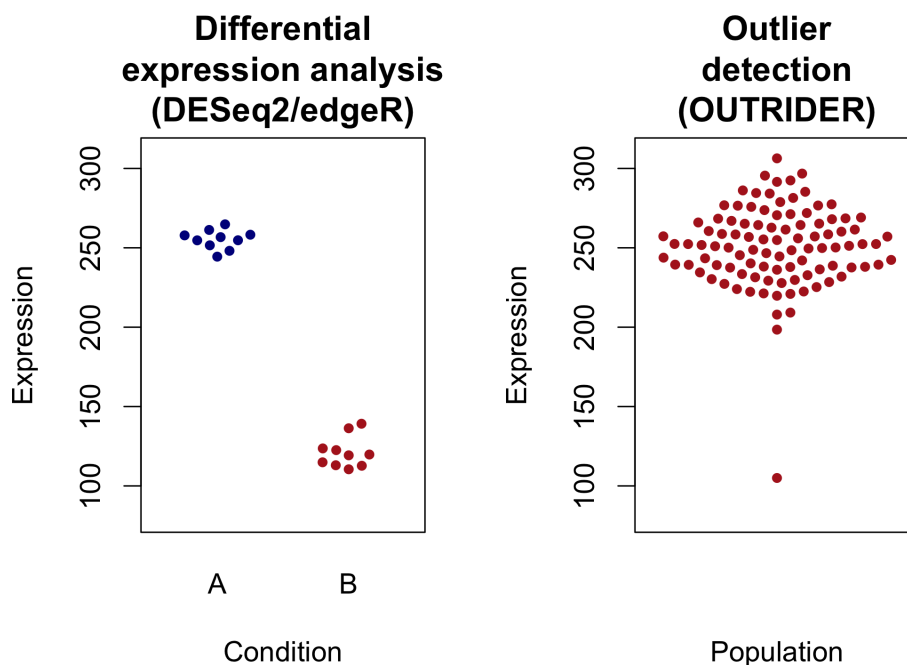 Differential
expression analysis
(DESeq2/edgeR)
Expression
300
250
200
150
100
A B
Condition
Outlier
detection
(OUTRIDER)
Expression
300
250
200
150
100
Population